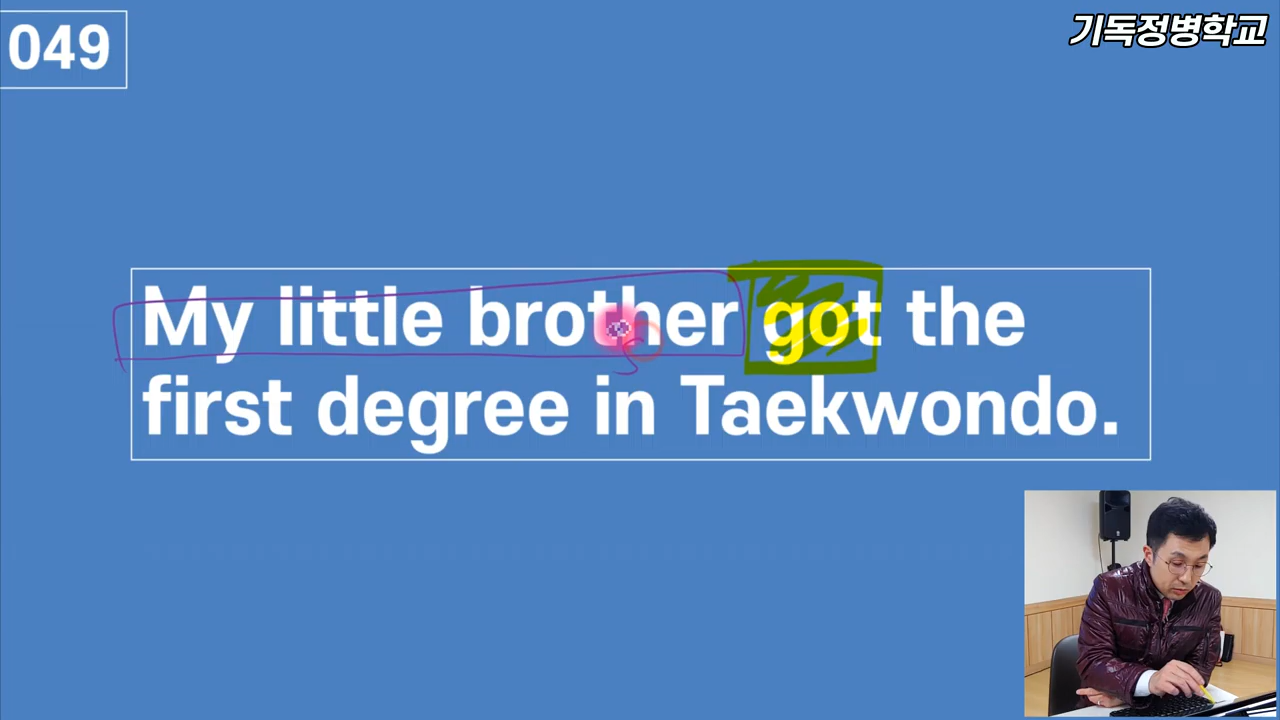 049
기독정병학교
My little brother got the
first degree in Taekwondo.